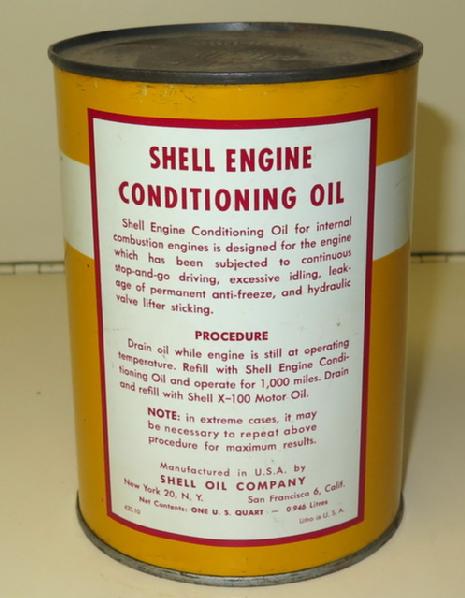 SHELL ENGINE
CONDITIONING OIL
Shell Engine Conditioning Oil for internal
combustion engines is designed for the engine
which has been subjected to continuous
stop-and-go driving, excessive idling, leak-
age of permanent anti-freeze, and hydraulic
valve lifter sticking.
PROCEDURE
Drain oil while engine is still at operating
temperature. Refill with Shell Engine Condi-
tioning Oil and operate for 1,000 miles. Drain
and refill with Shell X-100 Motor Oil.
NOTE: in extreme cases, it may
be necessary to repeat above
procedure for maximum results.
Manufactured in U.S.A. by
SHELL OIL COMPANY
New York 20, N. Y. San Francisco 6, Calif.
Net Contents: ONE U. S. QUART — 0.946 Litres
Litho in U. S. A.